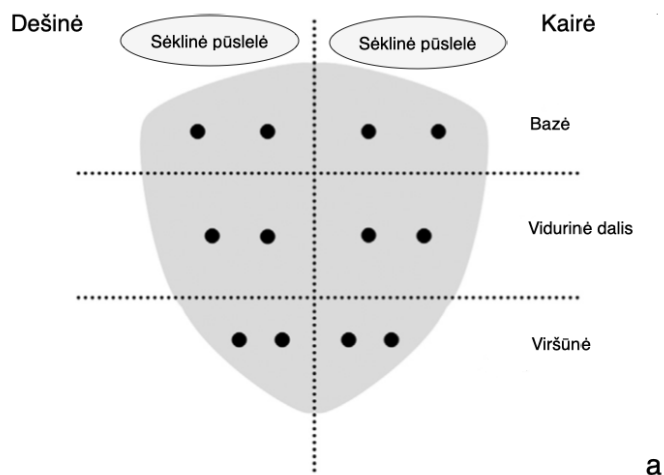 Dešinė
Kairė
Sėklinė pūslelė
Sėklinė pūslelė
Bazė
Vidurinė dalis
Viršūnė
a